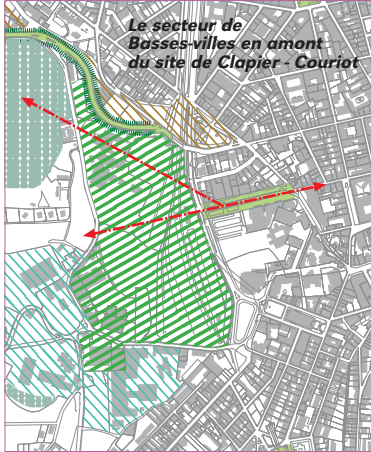 Le secteur de
Basses-villes en amont
du site de Clapier - Couriot